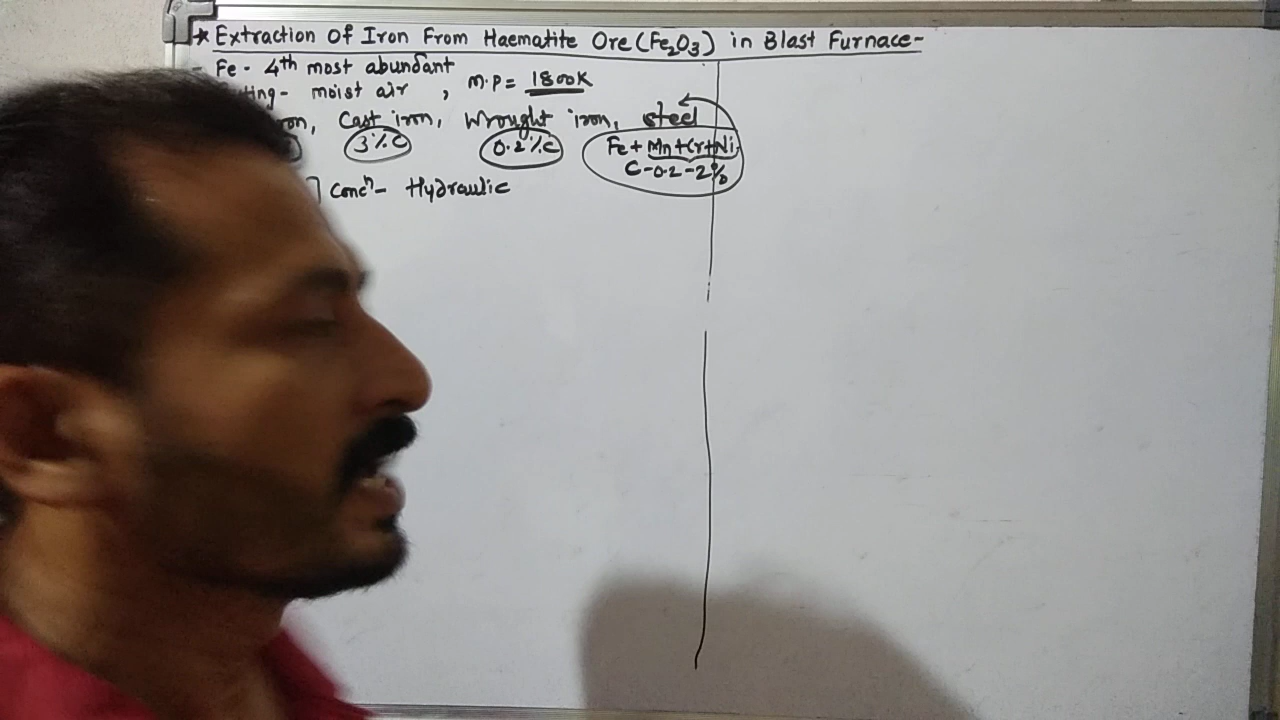 * Extraction Of Iron From Haematite Ore (Fe₂O₃) in Blast Furnace-
- Fe - 4th most abundant
moist air , m.p = 1800K
Cast iron, Wrought iron, steel
3%C 0.2%C Fe + Mn + Cr + Ni
C-0.2-2%
] Concⁿ- Hydraulic